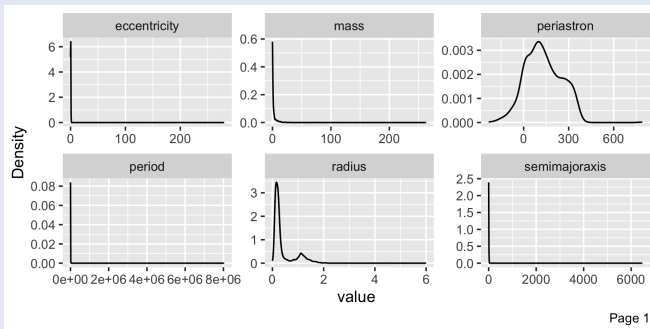 eccentricity mass periastron
6
4
2
0
0 100 200
0.6
0.4
0.2
0.0
0 100 200
0.003
0.002
0.001
0.000
0 300 600
Density
period radius semimajoraxis
0.08
0.06
0.04
0.02
0.00
0e+00 2e+06 4e+06 6e+06 8e+06
3
2
1
0
0 2 4 6
2.5
2.0
1.5
1.0
0.5
0.0
0 2000 4000 6000
value
Page 1